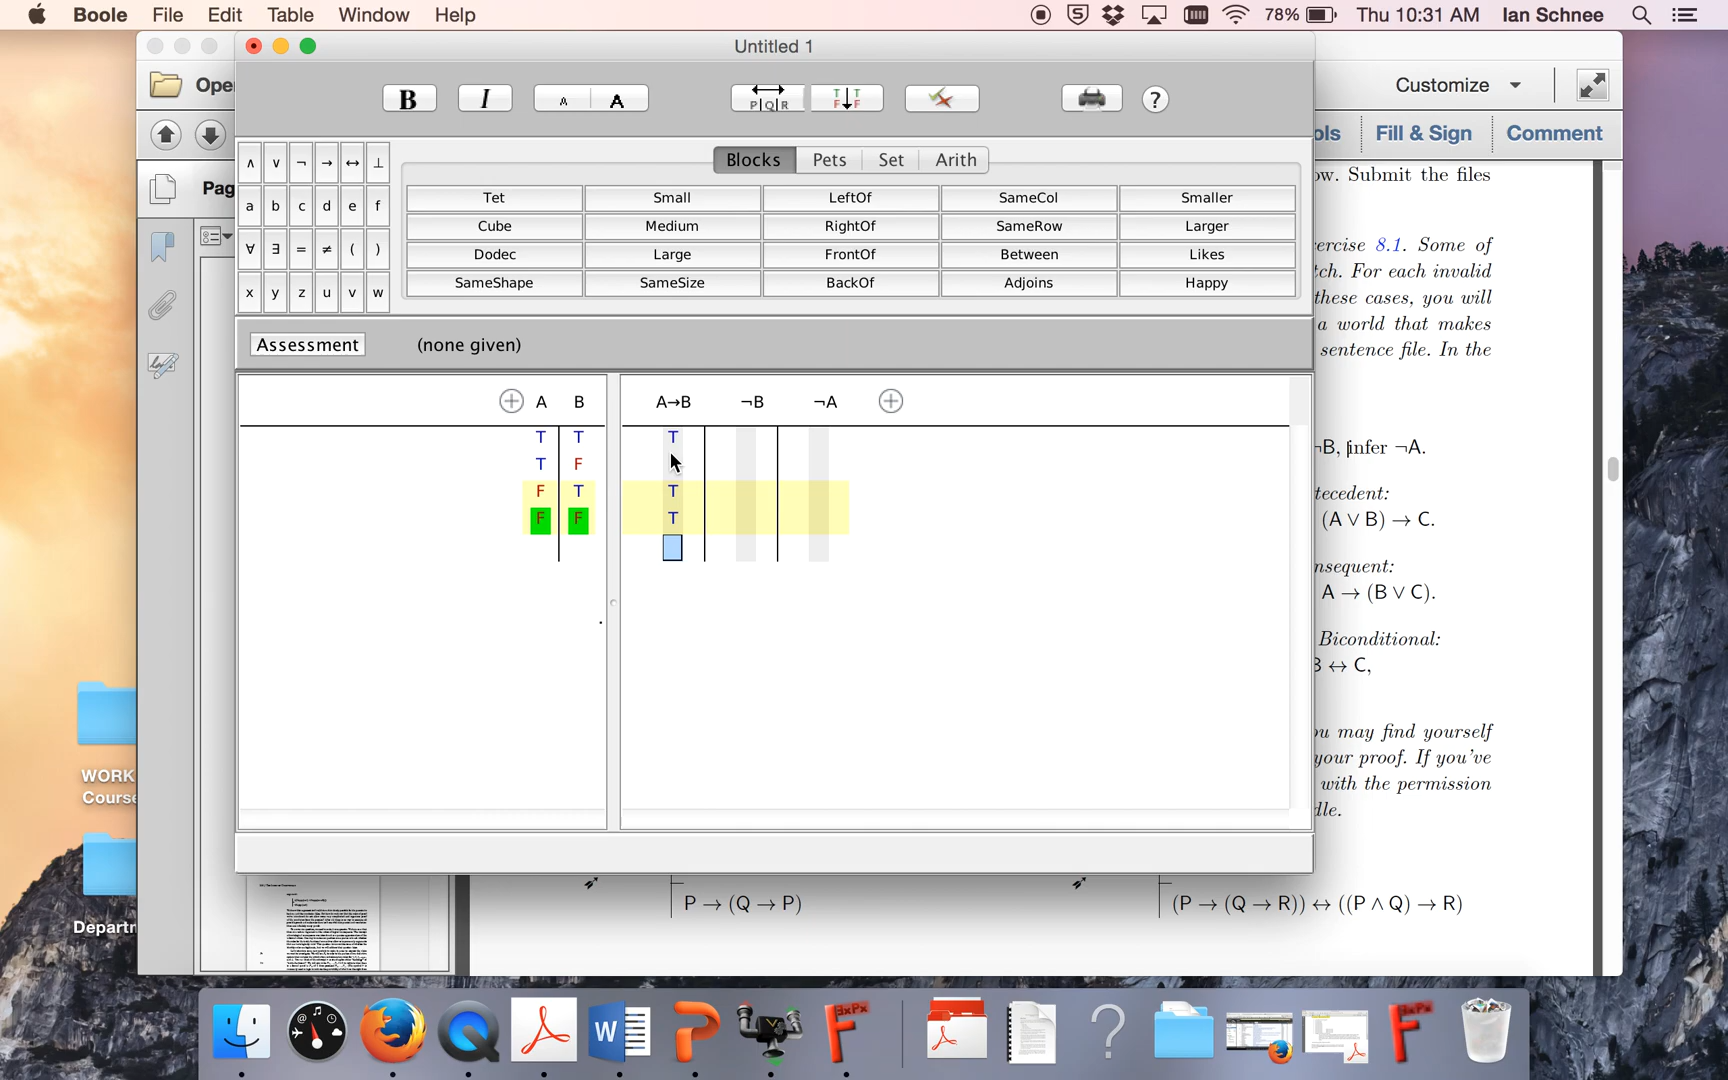 Boole File Edit Table Window Help 78% Thu 10:31 AM Ian Schnee
Untitled 1
Ope
B I A A P|Q|R T T F F ?
Customize
ols Fill & Sign Comment
Pag
∧ ∨ ¬ → ↔ ⊥
a b c d e f
∀ ∃ = ≠ ( )
x y z u v w
Blocks Pets Set Arith
Tet Small LeftOf SameCol Smaller
Cube Medium RightOf SameRow Larger
Dodec Large FrontOf Between Likes
SameShape SameSize BackOf Adjoins Happy
Assessment (none given)
A B A→B ¬B ¬A
T T T
T F
F T T
F F T
ow. Submit the files
ercise 8.1. Some of
tch. For each invalid
these cases, you will
a world that makes
sentence file. In the
¬B, infer ¬A.
tecedent:
(A ∨ B) → C.
nsequent:
A → (B ∨ C).
Biconditional:
B ↔ C,
ou may find yourself
your proof. If you've
with the permission
dle.
P → (Q → P)
(P → (Q → R)) ↔ ((P ∧ Q) → R)
WORK
Course
Departm